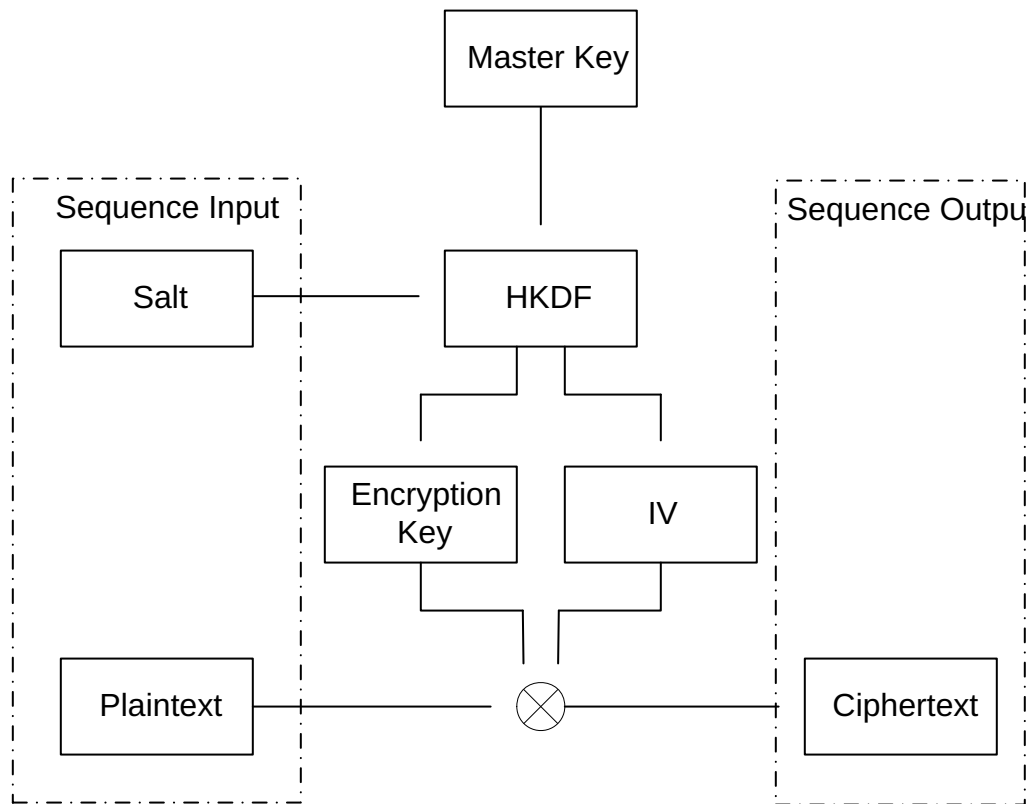 Master Key
Sequence Input
Sequence Outpu
Salt
HKDF
Encryption
Key
IV
Plaintext
Ciphertext